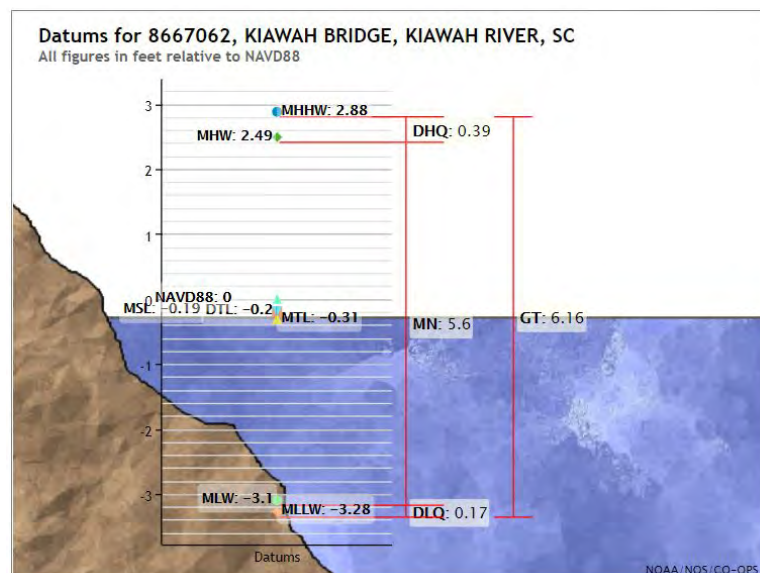 Datums for 8667062, KIAWAH BRIDGE, KIAWAH RIVER, SC
All figures in feet relative to NAVD88
3
MHHW: 2.88
MHW: 2.49
DHQ: 0.39
2
1
NAVD88: 0
0
MSL: −0.19
DTL: −0.2
MTL: −0.31
MN: 5.6
GT: 6.16
-1
-2
-3
MLW: −3.1
MLLW: −3.28
DLQ: 0.17
Datums
NOAA/NOS/CO-OPS